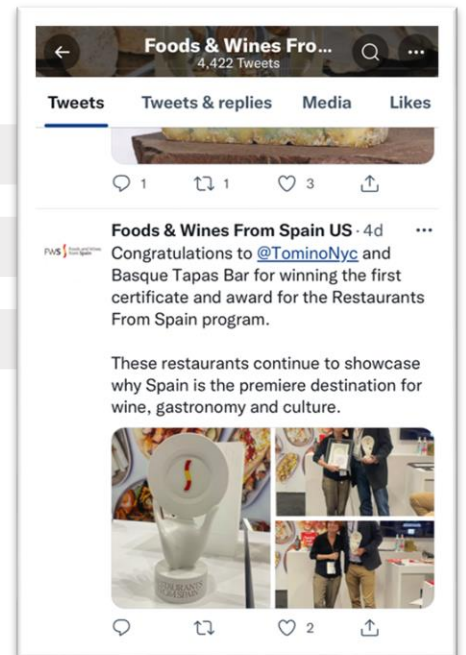 Foods & Wines Fro...
4,422 Tweets
Tweets Tweets & replies Media Likes
1 1 3
Foods & Wines From Spain US · 4d
FWS
Congratulations to @TominoNyc and
Basque Tapas Bar for winning the first
certificate and award for the Restaurants
From Spain program.
These restaurants continue to showcase
why Spain is the premiere destination for
wine, gastronomy and culture.
2